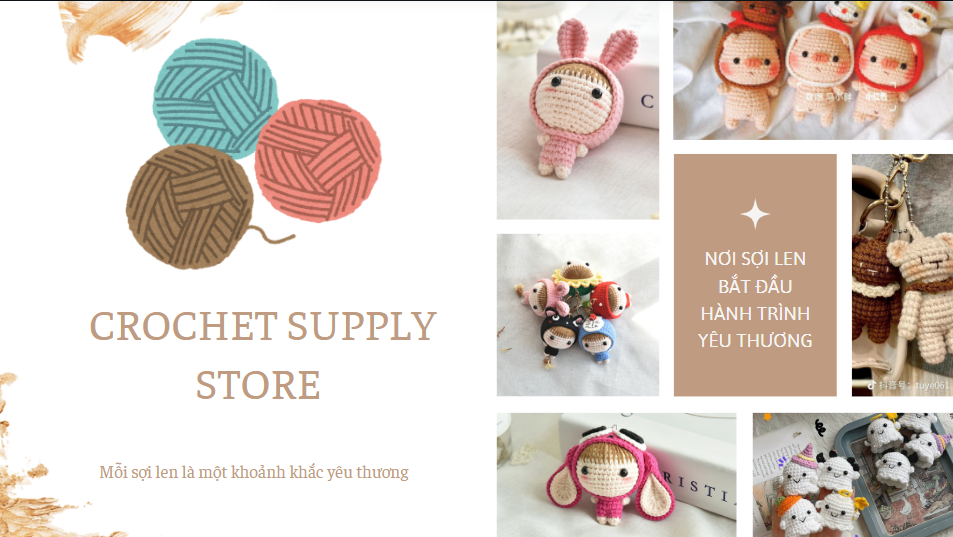 CROCHET SUPPLY
STORE
Mỗi sợi len là một khoảnh khắc yêu thương
C
NƠI SỢI LEN
BẮT ĐẦU
HÀNH TRÌNH
YÊU THƯƠNG
抖音号：tuye061
RISTI